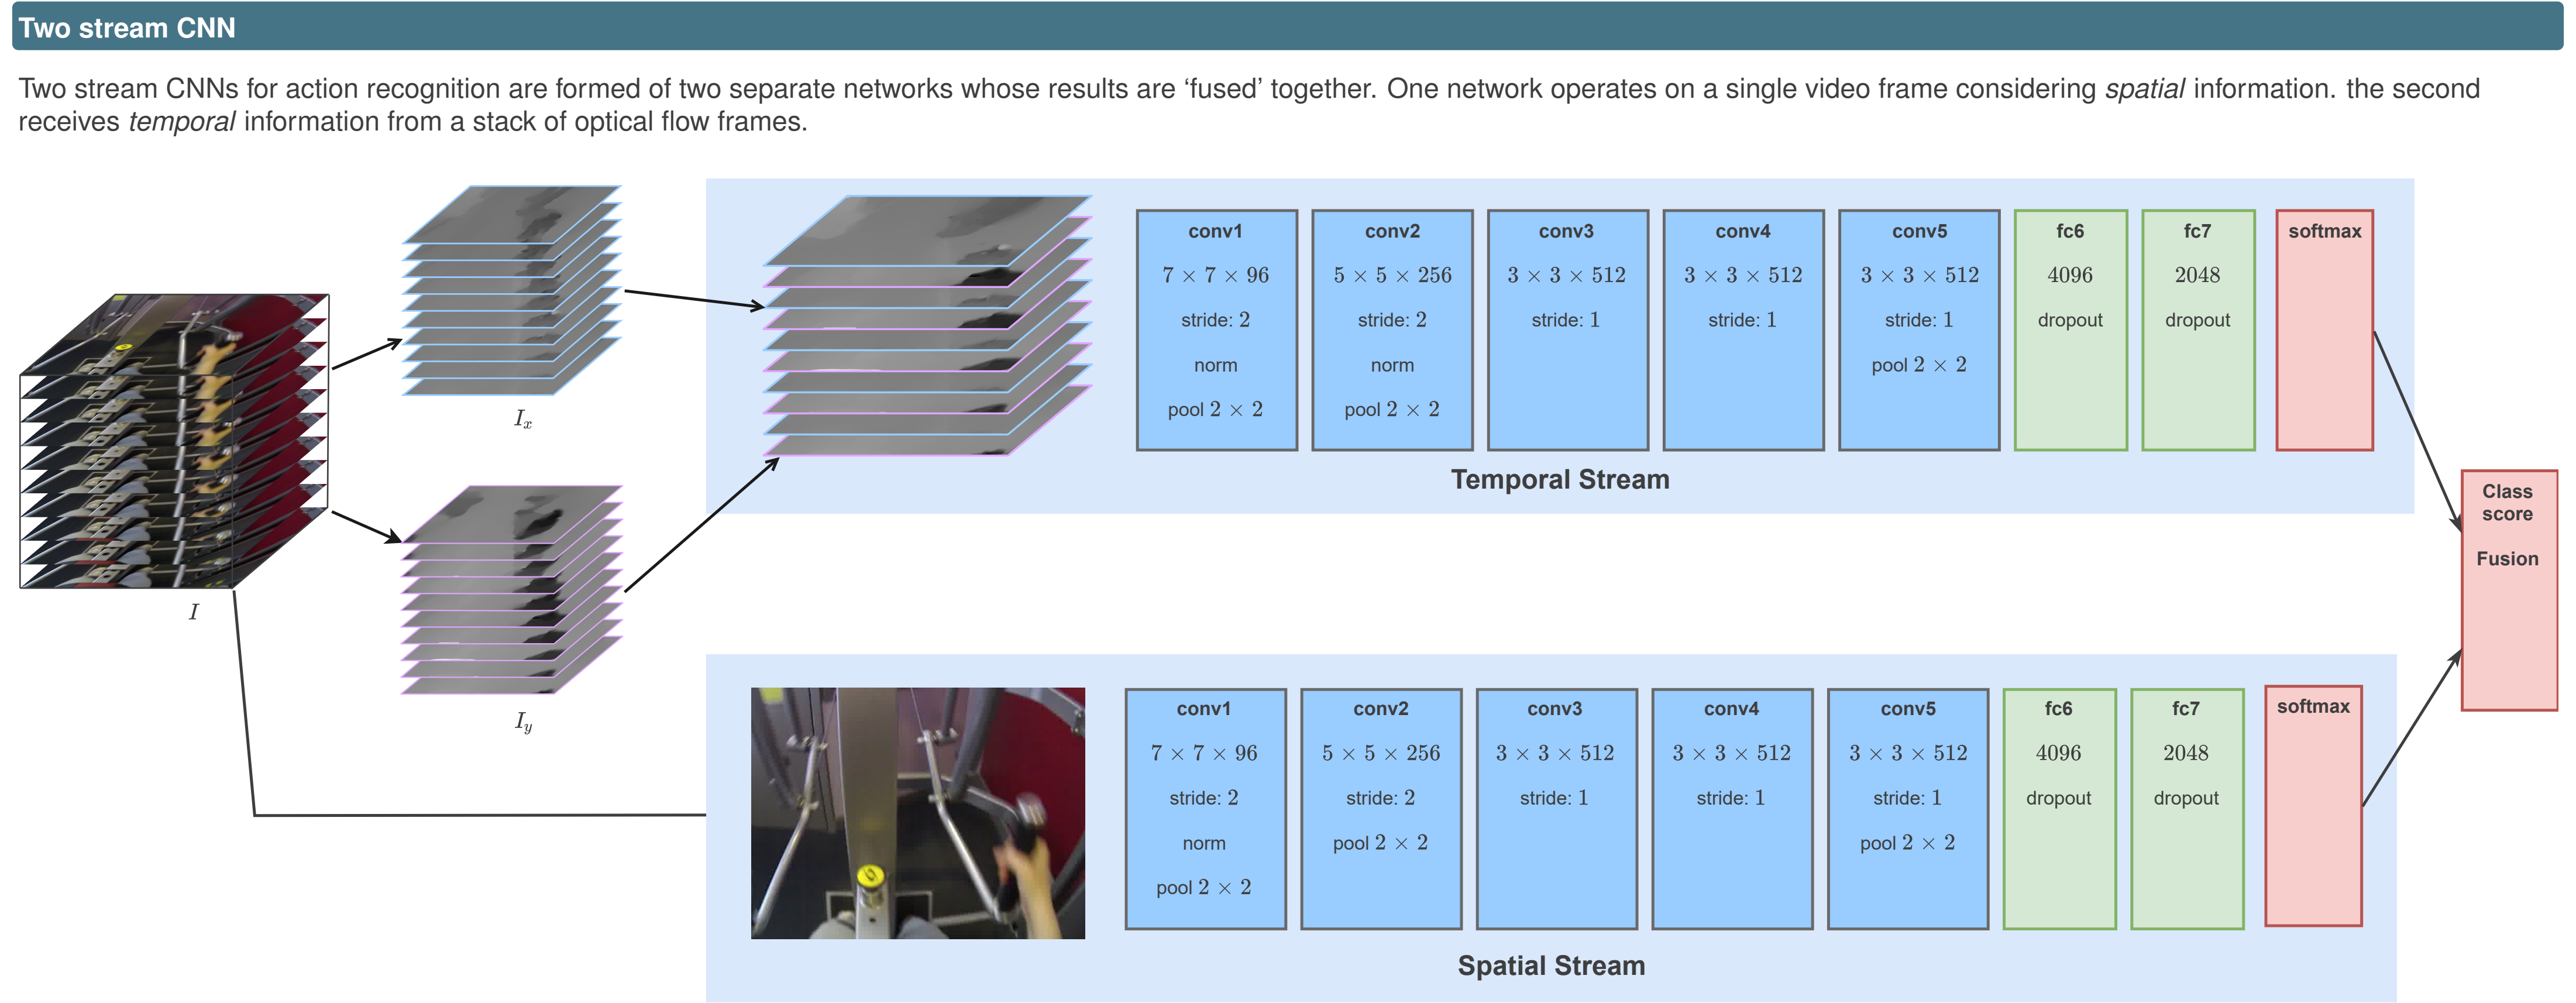 Two stream CNN
Two stream CNNs for action recognition are formed of two separate networks whose results are ‘fused’ together. One network operates on a single video frame considering spatial information. the second
receives temporal information from a stack of optical flow frames.
I
Ix
Iy
conv1
7 × 7 × 96
stride: 2
norm
pool 2 × 2
conv2
5 × 5 × 256
stride: 2
norm
pool 2 × 2
conv3
3 × 3 × 512
stride: 1
conv4
3 × 3 × 512
stride: 1
conv5
3 × 3 × 512
stride: 1
pool 2 × 2
fc6
4096
dropout
fc7
2048
dropout
softmax
Temporal Stream
conv1
7 × 7 × 96
stride: 2
norm
pool 2 × 2
conv2
5 × 5 × 256
stride: 2
pool 2 × 2
conv3
3 × 3 × 512
stride: 1
conv4
3 × 3 × 512
stride: 1
conv5
3 × 3 × 512
stride: 1
pool 2 × 2
fc6
4096
dropout
fc7
2048
dropout
softmax
Spatial Stream
Class
score
Fusion